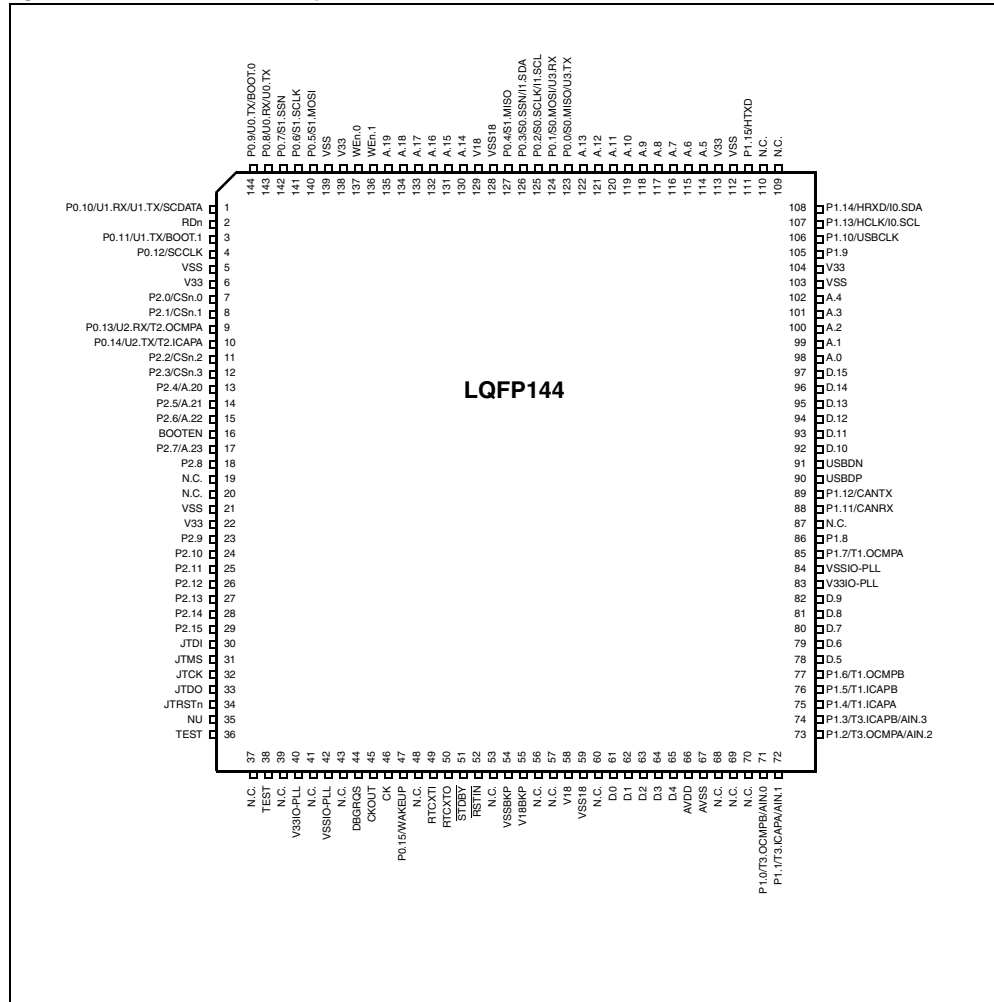 P0.9/U0.TX/BOOT.0
P0.8/U0.RX/U0.TX
P0.7/S1.SSN
P0.6/S1.SCLK
P0.5/S1.MOSI
VSS
V33
WEn.0
WEn.1
A.19
A.18
A.17
A.16
A.15
A.14
V18
VSS18
P0.4/S1.MISO
P0.3/S0.SSN/I1.SDA
P0.2/S0.SCLK/I1.SCL
P0.1/S0.MOSI/U3.RX
P0.0/S0.MISO/U3.TX
A.13
A.12
A.11
A.10
A.9
A.8
A.7
A.6
A.5
V33
VSS
P1.15/HTXD
N.C.
N.C.
144 143 142 141 140 139 138 137 136 135 134 133 132 131 130 129 128 127 126 125 124 123 122 121 120 119 118 117 116 115 114 113 112 111 110 109
P0.10/U1.RX/U1.TX/SCDATA 1
RDn 2
P0.11/U1.TX/BOOT.1 3
P0.12/SCCLK 4
VSS 5
V33 6
P2.0/CSn.0 7
P2.1/CSn.1 8
P0.13/U2.RX/T2.OCMPA 9
P0.14/U2.TX/T2.ICAPA 10
P2.2/CSn.2 11
P2.3/CSn.3 12
P2.4/A.20 13
P2.5/A.21 14
P2.6/A.22 15
BOOTEN 16
P2.7/A.23 17
P2.8 18
N.C. 19
N.C. 20
VSS 21
V33 22
P2.9 23
P2.10 24
P2.11 25
P2.12 26
P2.13 27
P2.14 28
P2.15 29
JTDI 30
JTMS 31
JTCK 32
JTDO 33
JTRSTn 34
NU 35
TEST 36
LQFP144
108 P1.14/HRXD/I0.SDA
107 P1.13/HCLK/I0.SCL
106 P1.10/USBCLK
105 P1.9
104 V33
103 VSS
102 A.4
101 A.3
100 A.2
99 A.1
98 A.0
97 D.15
96 D.14
95 D.13
94 D.12
93 D.11
92 D.10
91 USBDN
90 USBDP
89 P1.12/CANTX
88 P1.11/CANRX
87 N.C.
86 P1.8
85 P1.7/T1.OCMPA
84 VSSIO-PLL
83 V33IO-PLL
82 D.9
81 D.8
80 D.7
79 D.6
78 D.5
77 P1.6/T1.OCMPB
76 P1.5/T1.ICAPB
75 P1.4/T1.ICAPA
74 P1.3/T3.ICAPB/AIN.3
73 P1.2/T3.OCMPA/AIN.2
37 38 39 40 41 42 43 44 45 46 47 48 49 50 51 52 53 54 55 56 57 58 59 60 61 62 63 64 65 66 67 68 69 70 71 72
N.C.
TEST
N.C.
V33IO-PLL
N.C.
VSSIO-PLL
N.C.
DBGRQS
CKOUT
CK
P0.15/WAKEUP
N.C.
RTCXTI
RTCXTO
STDBY
RSTIN
N.C.
VSSBKP
V18BKP
N.C.
N.C.
V18
VSS18
N.C.
D.0
D.1
D.2
D.3
D.4
AVDD
AVSS
N.C.
N.C.
N.C.
P1.0/T3.OCMPB/AIN.0
P1.1/T3.ICAPA/AIN.1